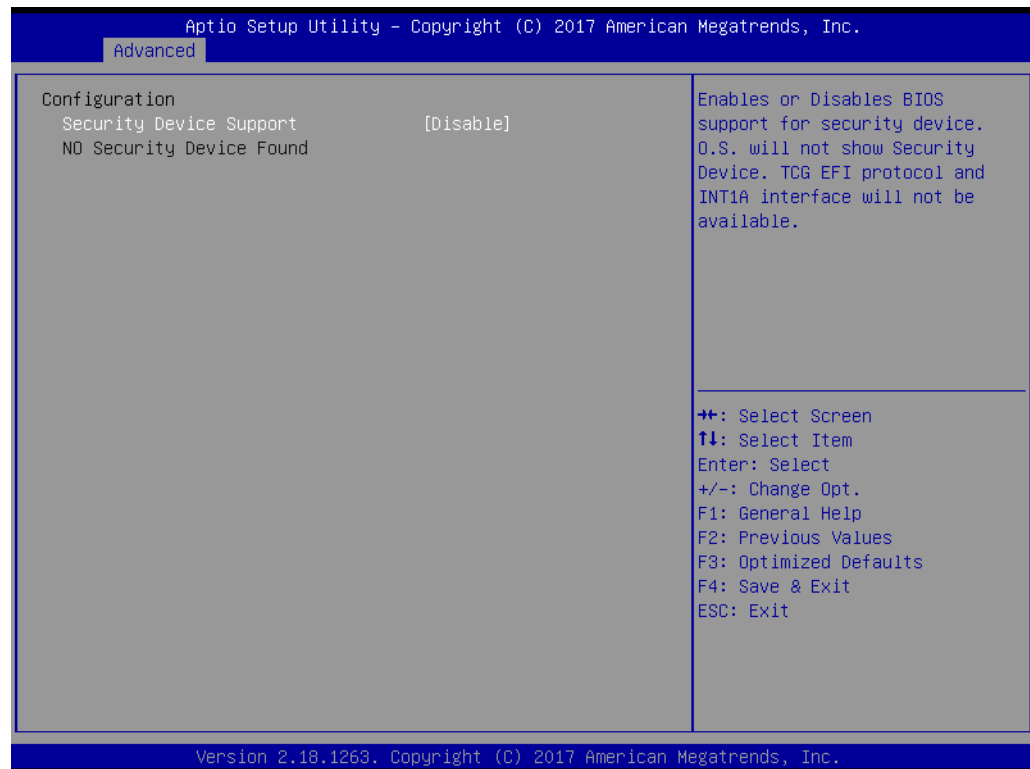 Aptio Setup Utility – Copyright (C) 2017 American Megatrends, Inc.
Advanced
Configuration
Security Device Support [Disable]
NO Security Device Found
Enables or Disables BIOS
support for security device.
O.S. will not show Security
Device. TCG EFI protocol and
INT1A interface will not be
available.
→←: Select Screen
↑↓: Select Item
Enter: Select
+/-: Change Opt.
F1: General Help
F2: Previous Values
F3: Optimized Defaults
F4: Save & Exit
ESC: Exit
Version 2.18.1263. Copyright (C) 2017 American Megatrends, Inc.